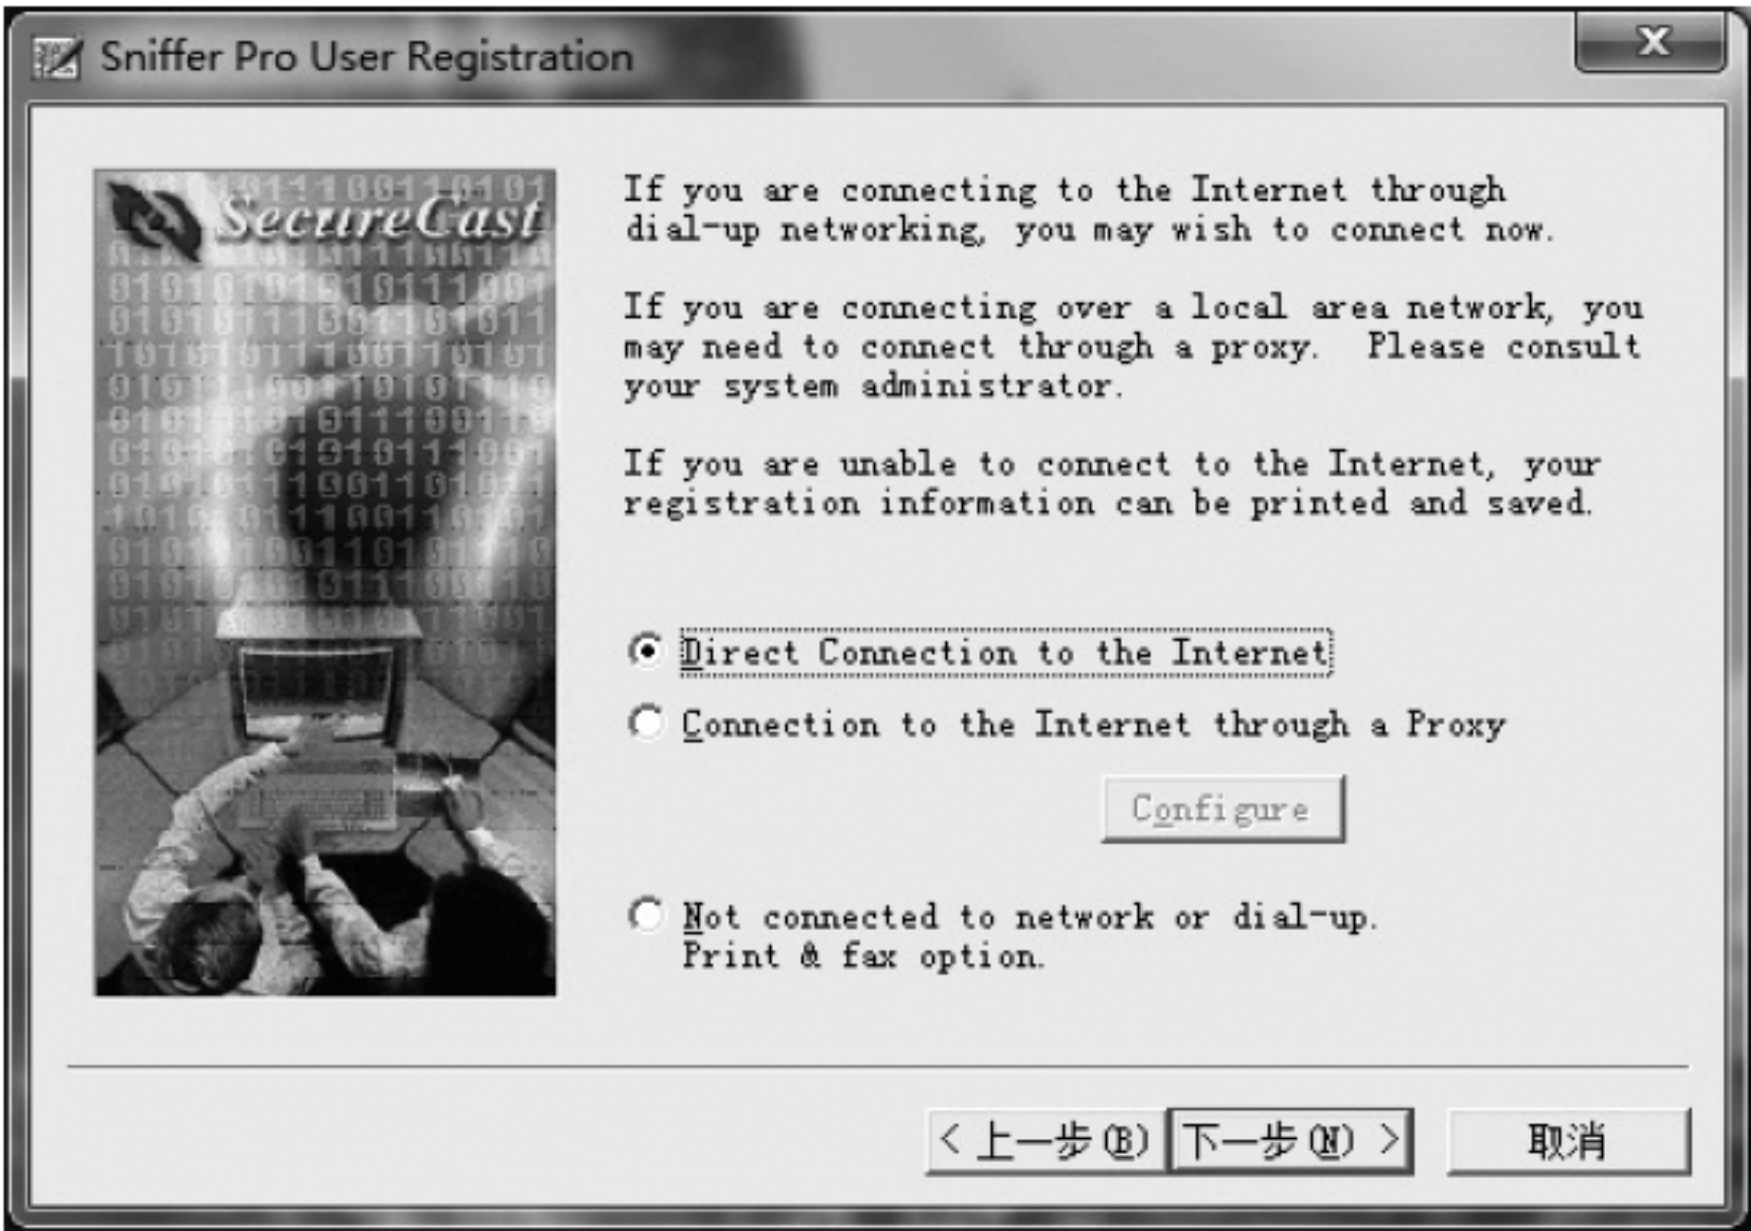 Sniffer Pro User Registration
X
SecureCast
If you are connecting to the Internet through
dial-up networking, you may wish to connect now.
If you are connecting over a local area network, you
may need to connect through a proxy.  Please consult
your system administrator.
If you are unable to connect to the Internet, your
registration information can be printed and saved.
Direct Connection to the Internet
Connection to the Internet through a Proxy
Configure
Not connected to network or dial-up.
Print & fax option.
< 上一步(B) 下一步(N) > 取消